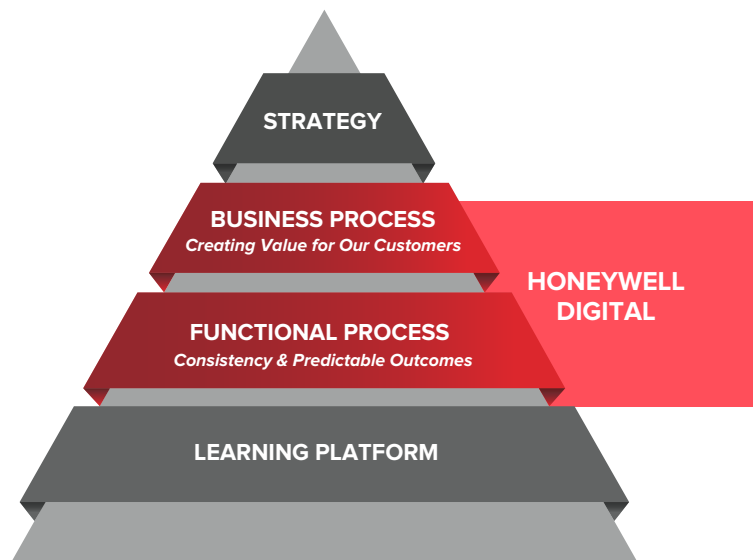 STRATEGY
BUSINESS PROCESS
Creating Value for Our Customers
HONEYWELL
DIGITAL
FUNCTIONAL PROCESS
Consistency & Predictable Outcomes
LEARNING PLATFORM